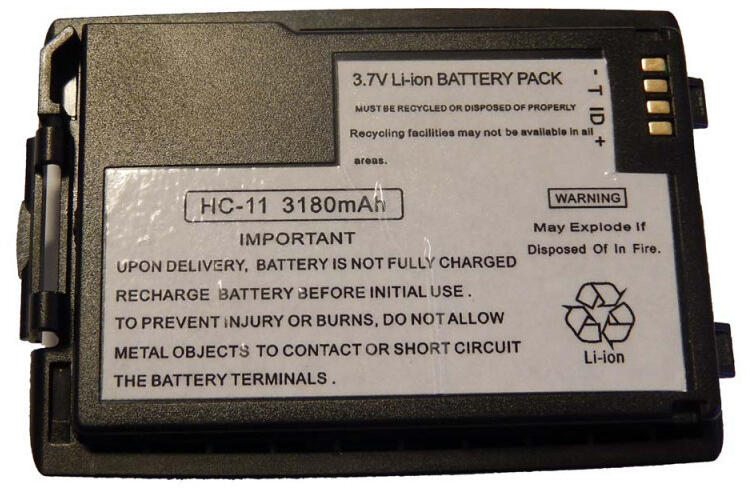 3.7V Li-ion BATTERY PACK
MUST BE RECYCLED OR DISPOSED OF PROPERLY
Recycling facilities may not be available in all
areas.
- T ID +
HC-11 3180mAh
IMPORTANT
UPON DELIVERY, BATTERY IS NOT FULLY CHARGED
RECHARGE BATTERY BEFORE INITIAL USE .
TO PREVENT INJURY OR BURNS, DO NOT ALLOW
METAL OBJECTS TO CONTACT OR SHORT CIRCUIT
THE BATTERY TERMINALS .
WARNING
May Explode If
Disposed Of In Fire.
Li-ion